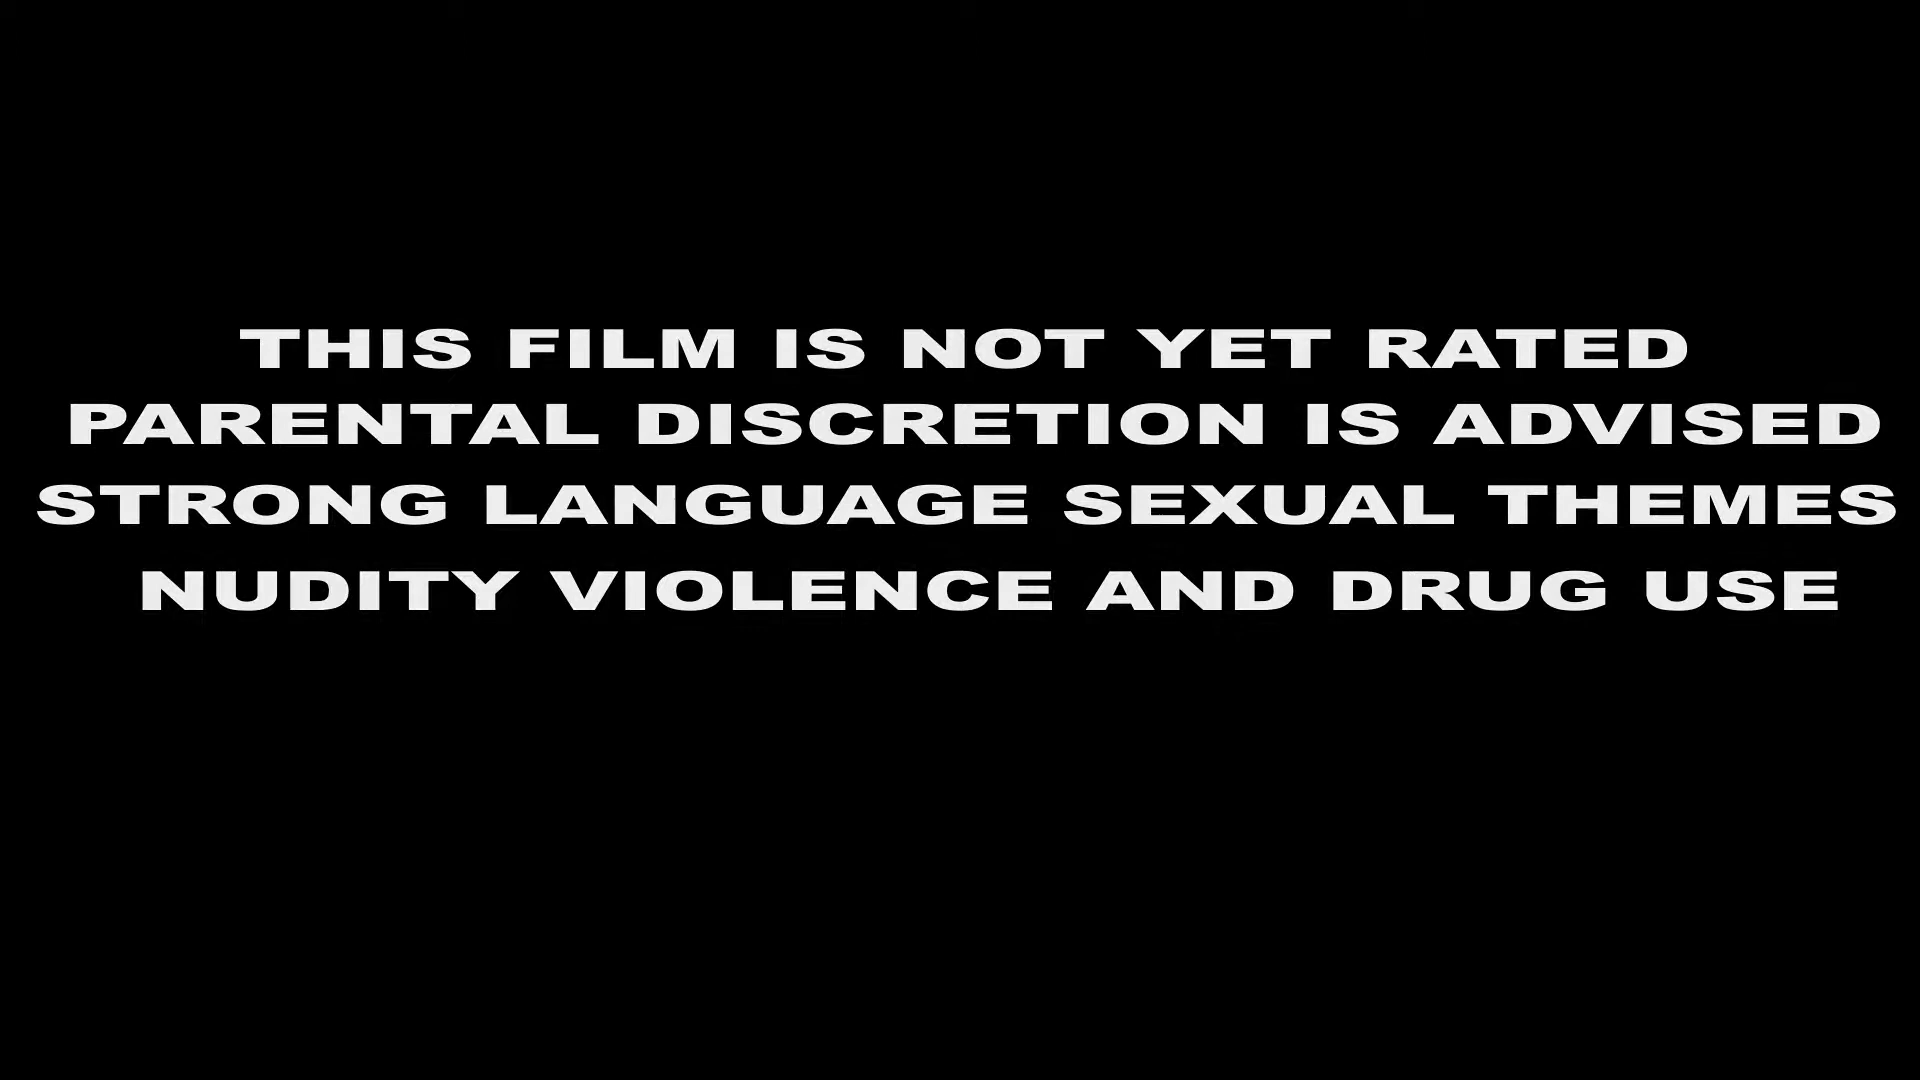 THIS FILM IS NOT YET RATED
PARENTAL DISCRETION IS ADVISED
STRONG LANGUAGE SEXUAL THEMES
NUDITY VIOLENCE AND DRUG USE